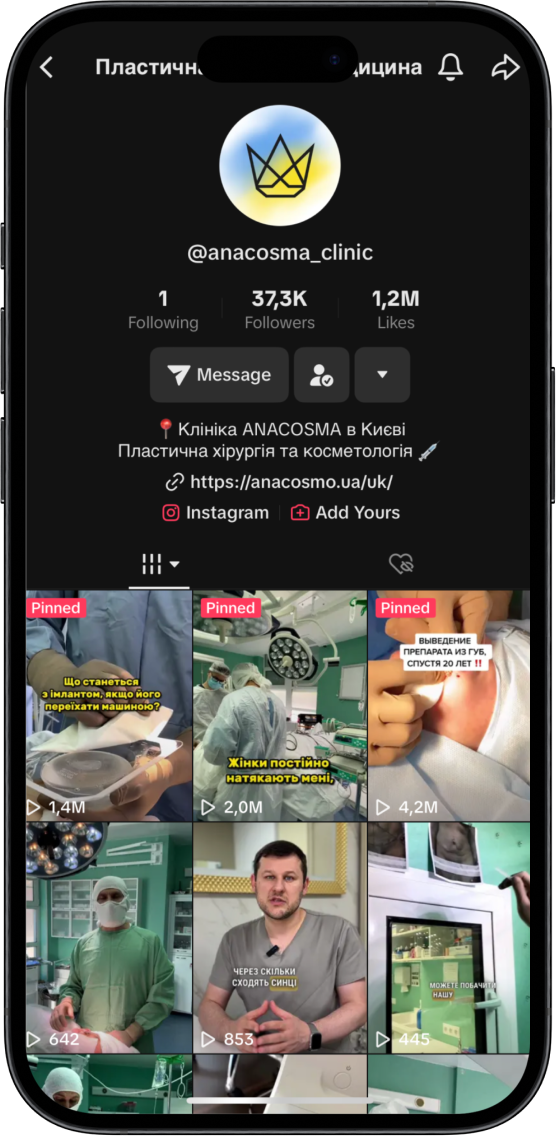 Пластичн
ицина
@anacosma_clinic
1
37,3K
1,2M
Following
Followers
Likes
Message
Клініка ANACOSMA в Києві
Пластична хірургія та косметологія
https://anacosmo.ua/uk/
Instagram
Add Yours
Pinned
Pinned
Pinned
Що станеться
з імлантом, якщо його
переїхати машиною?
Жінки постійно
натякають мені,
ВЫВЕДЕНИЕ
ПРЕПАРАТА ИЗ ГУБ,
СПУСТЯ 20 ЛЕТ ‼️
1,4M
2,0M
4,2M
ЧЕРЕЗ СКІЛЬКИ
СХОДЯТЬ СИНЦІ
МОЖЕТЕ ПОБАЧИТИ
НАШУ
642
853
445